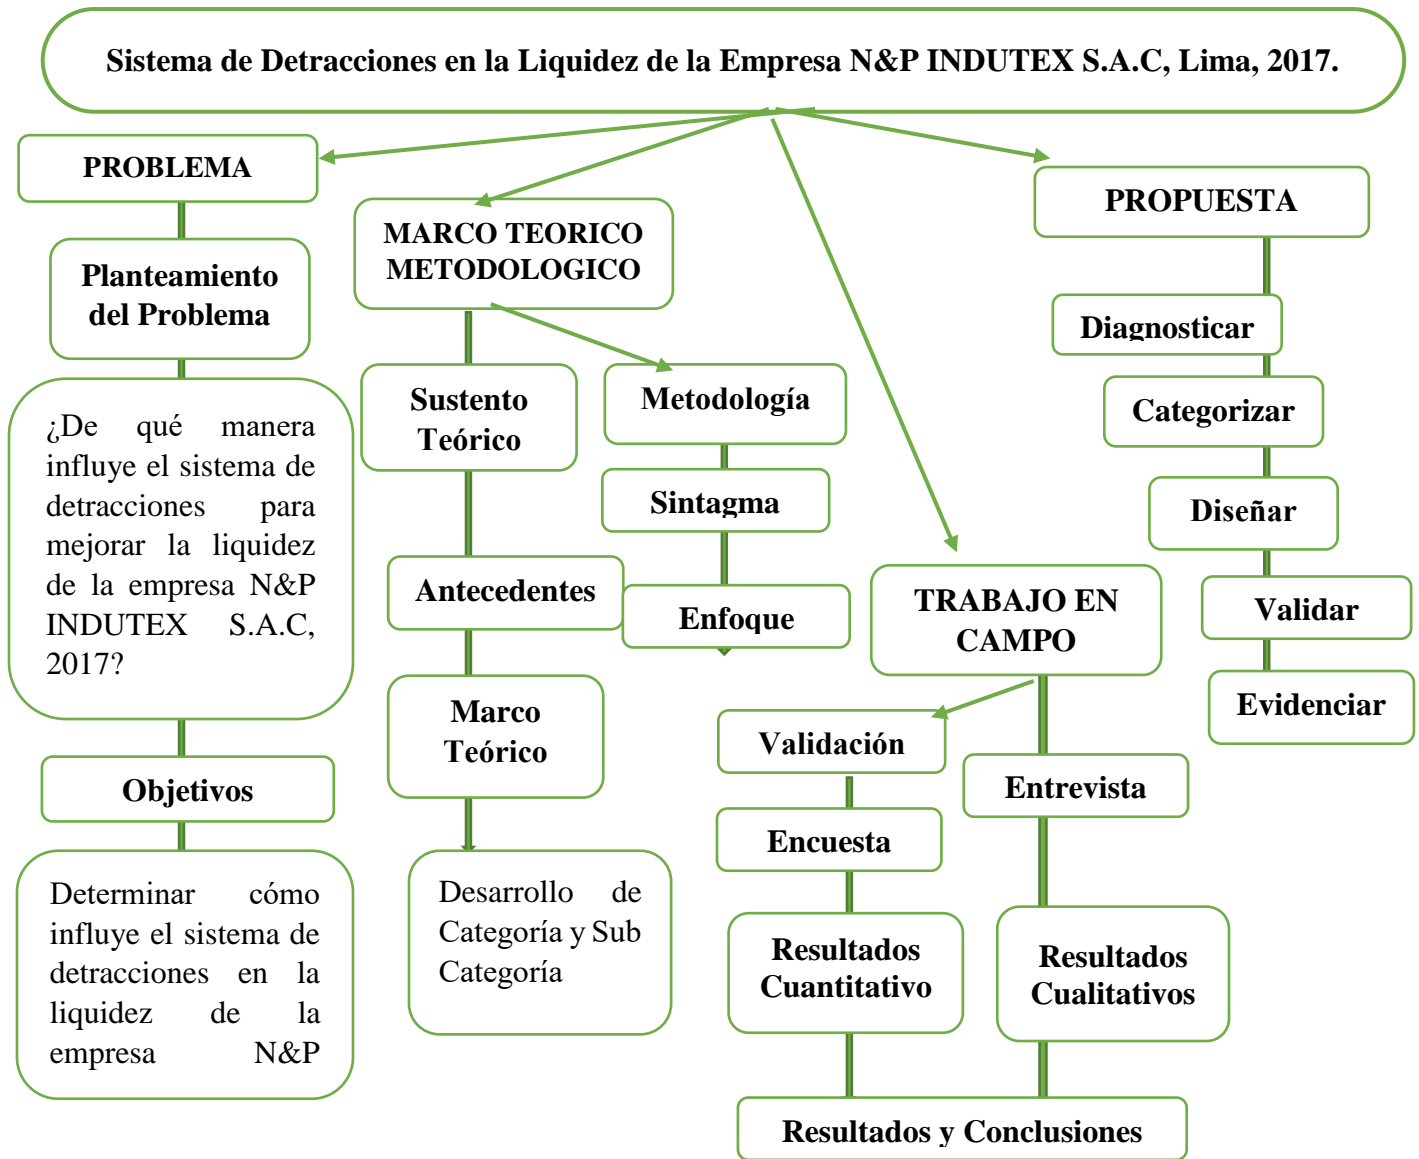 Sistema de Detracciones en la Liquidez de la Empresa N&P INDUTEX S.A.C, Lima, 2017.
PROBLEMA
Planteamiento
del Problema
¿De qué manera
influye el sistema de
detracciones para
mejorar la liquidez
de la empresa N&P
INDUTEX S.A.C,
2017?
Objetivos
Determinar cómo
influye el sistema de
detracciones en la
liquidez de la
empresa N&P
MARCO TEORICO
METODOLOGICO
Sustento
Teórico
Antecedentes
Marco
Teórico
Desarrollo de
Categoría y Sub
Categoría
Metodología
Sintagma
Enfoque
TRABAJO EN
CAMPO
Validación
Encuesta
Resultados
Cuantitativo
Entrevista
Resultados
Cualitativos
Resultados y Conclusiones
PROPUESTA
Diagnosticar
Categorizar
Diseñar
Validar
Evidenciar